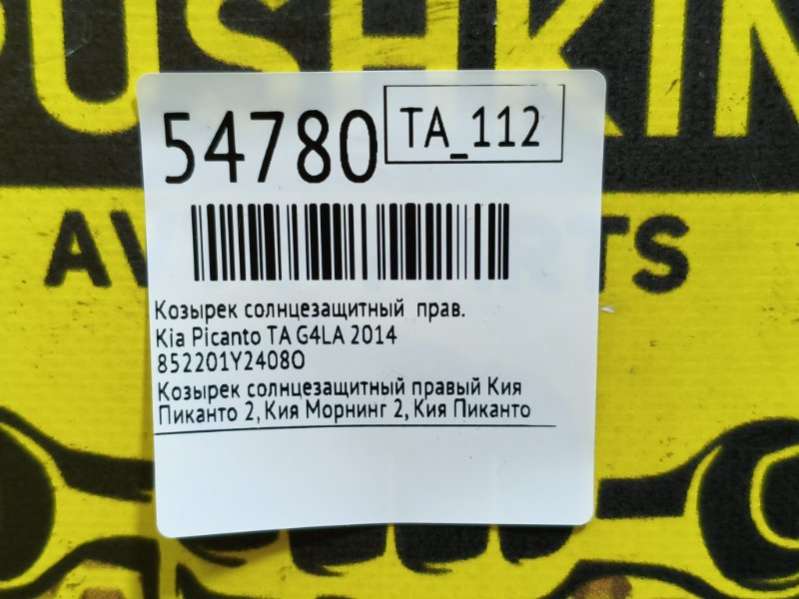 PUSHKIN
54780
TA_112
Козырек солнцезащитный прав.
Kia Picanto TA G4LA 2014
852201Y2408O
Козырек солнцезащитный правый Кия
Пиканто 2, Кия Морнинг 2, Кия Пиканто